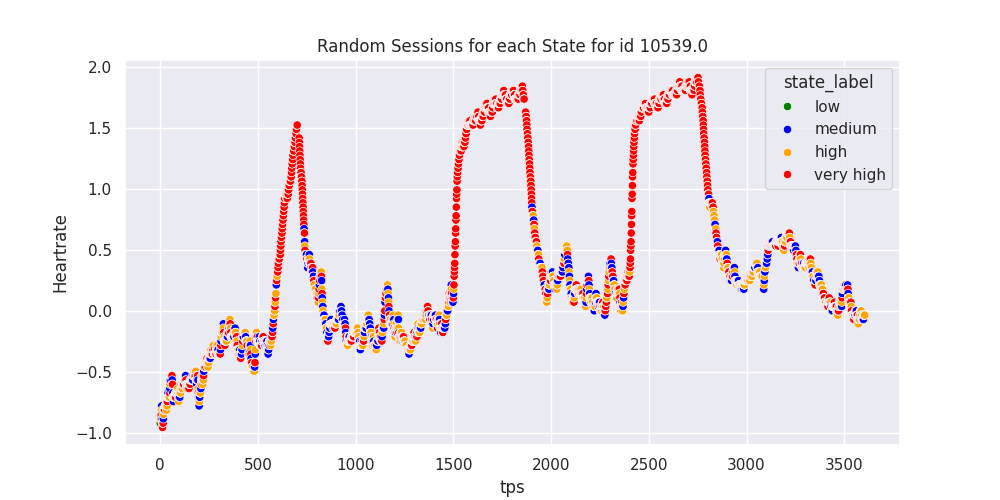 Random Sessions for each State for id 10539.0
Heartrate
2.0
1.5
1.0
0.5
0.0
−0.5
−1.0
state_label
low
medium
high
very high
0
500
1000
1500
2000
2500
3000
3500
tps